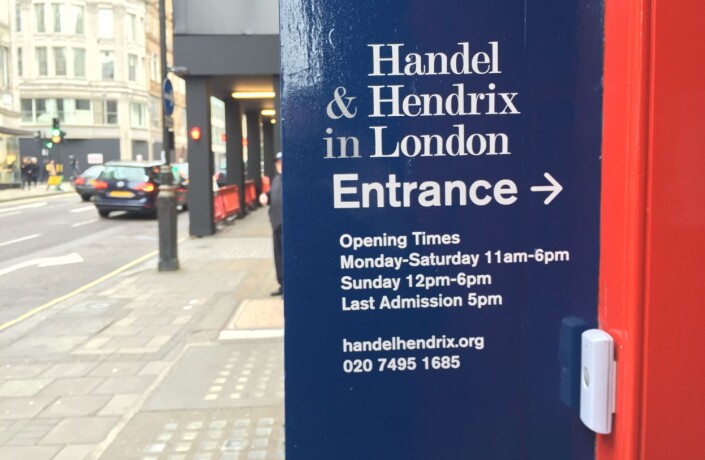 Handel
& Hendrix
in London
Entrance →
Opening Times
Monday-Saturday 11am-6pm
Sunday 12pm-6pm
Last Admission 5pm
handelhendrix.org
020 7495 1685